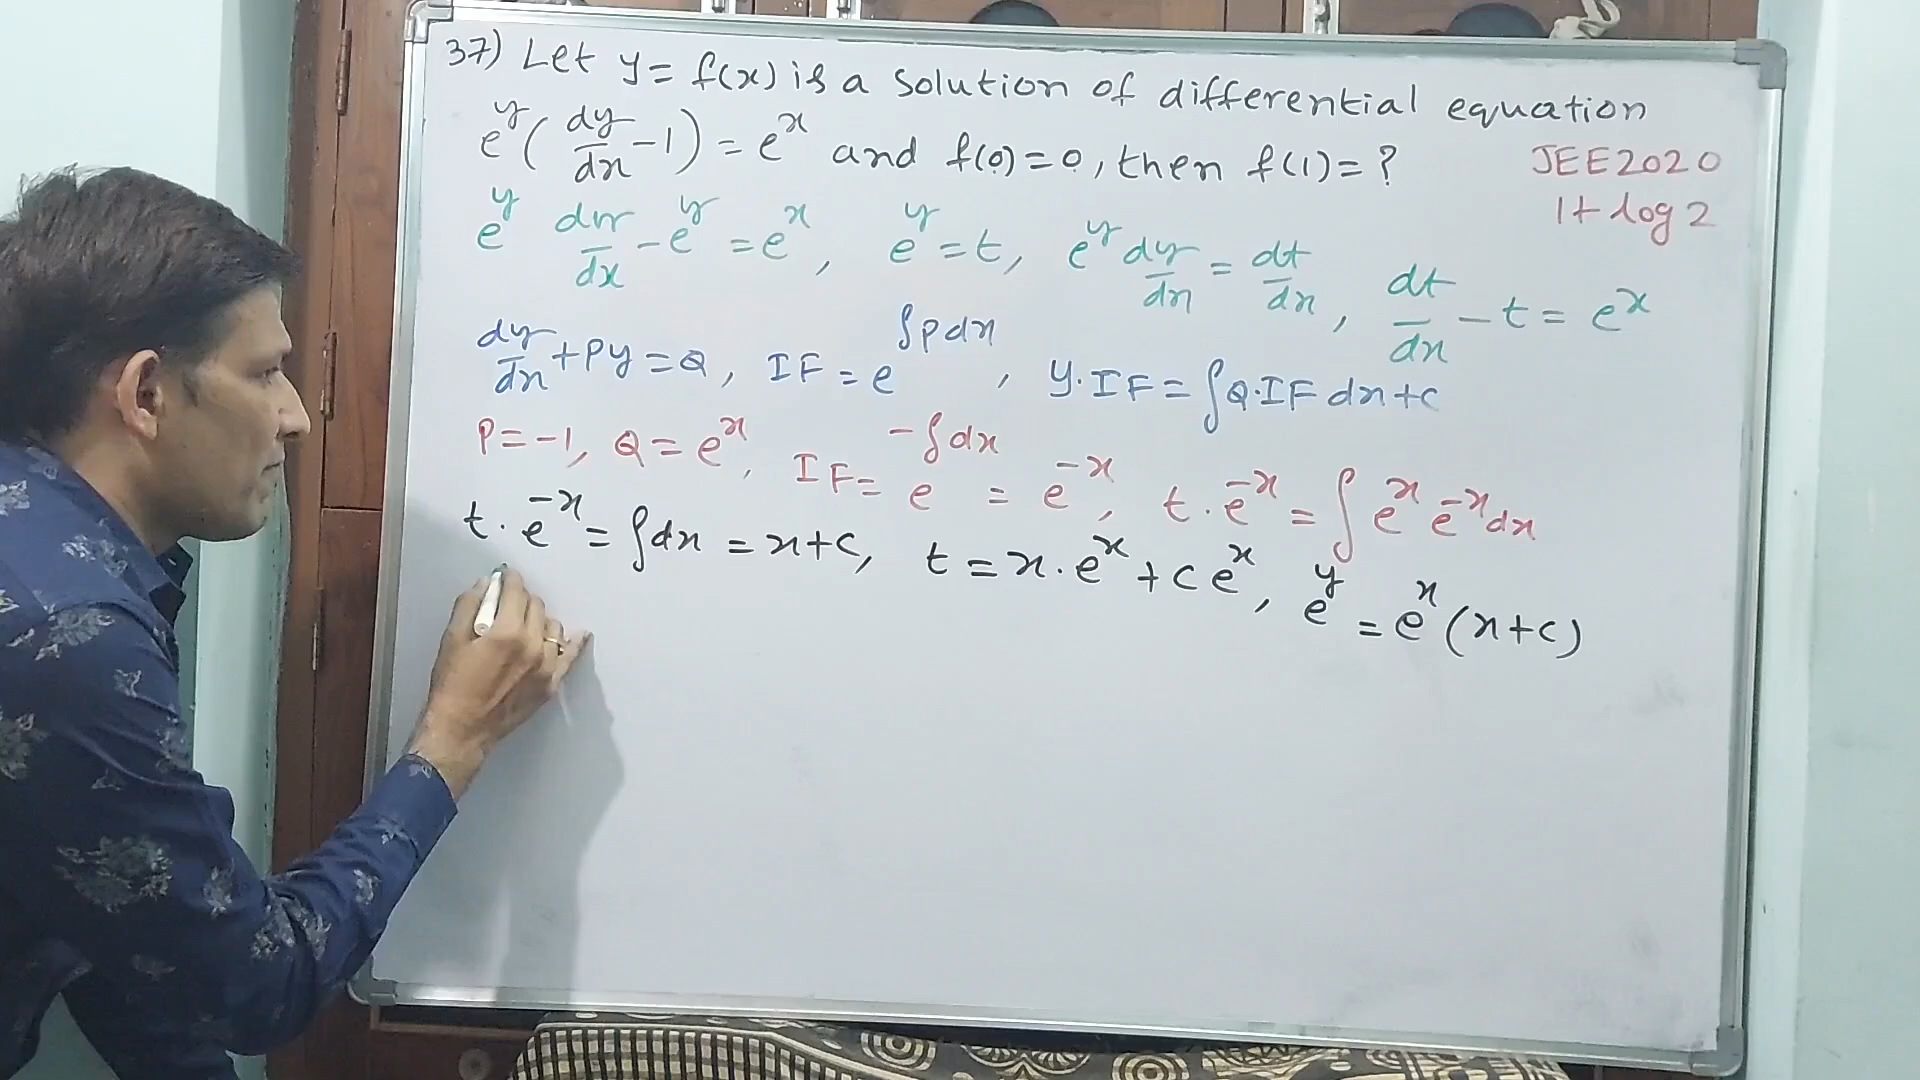 37) Let y = f(x) is a solution of differential equation
e^y (dy/dx - 1) = e^x and f(0) = 0, then f(1) = ? JEE2020
1 + log 2
e^y dy/dx - e^y = e^x, e^y = t, e^y dy/dx = dt/dx, dt/dx - t = e^x
dy/dx + Py = Q, IF = e^∫Pdx, y·IF = ∫Q·IF dx + c
P = -1, Q = e^x, IF = e^-∫dx = e^-x, t·e^-x = ∫e^x e^-x dx
t·e^-x = ∫dx = x + c, t = x·e^x + c e^x, e^y = e^x (x + c)